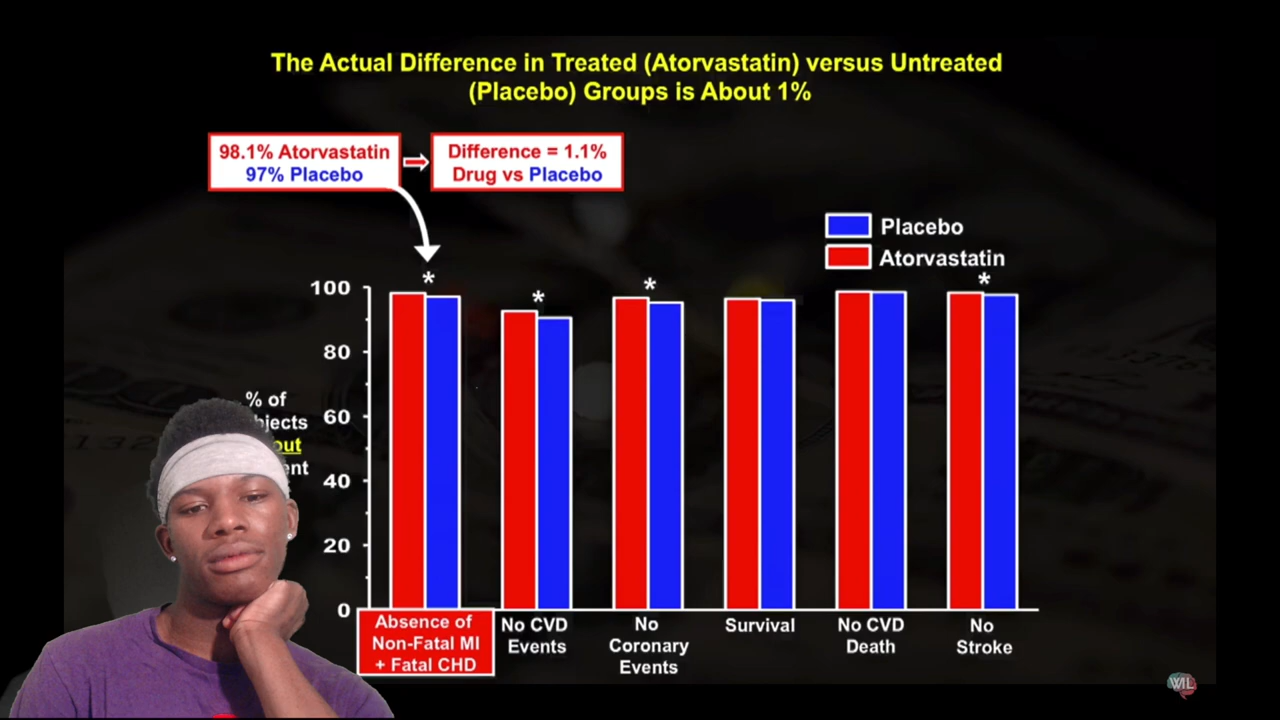 The Actual Difference in Treated (Atorvastatin) versus Untreated
(Placebo) Groups is About 1%
98.1% Atorvastatin
97% Placebo
Difference = 1.1%
Drug vs Placebo
Placebo
Atorvastatin
*
*
*
*
100
80
60
40
20
0
% of
Absence of
Non-Fatal MI
+ Fatal CHD
No CVD
Events
No
Coronary
Events
Survival
No CVD
Death
No
Stroke
WIL